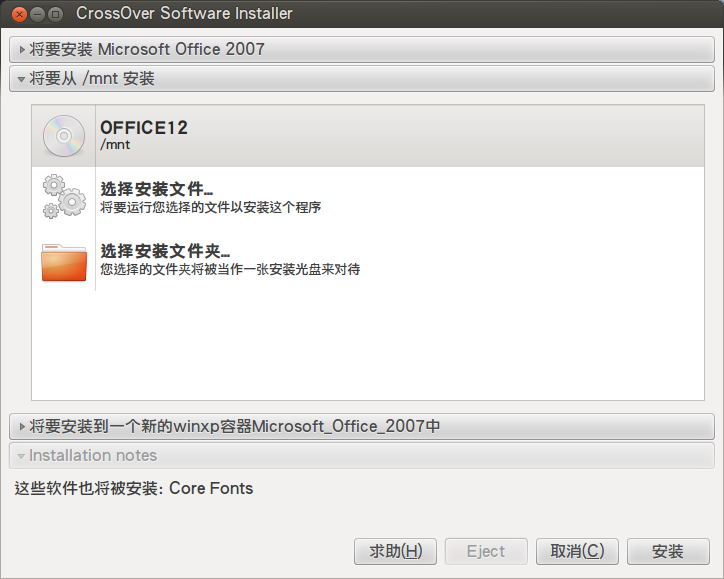 CrossOver Software Installer
将要安装 Microsoft Office 2007
将要从 /mnt 安装
OFFICE12
/mnt
选择安装文件...
将要运行您选择的文件以安装这个程序
选择安装文件夹...
您选择的文件夹将被当作一张安装光盘来对待
将要安装到一个新的winxp容器Microsoft_Office_2007中
Installation notes
这些软件也将被安装: Core Fonts
求助(H) Eject 取消(C) 安装